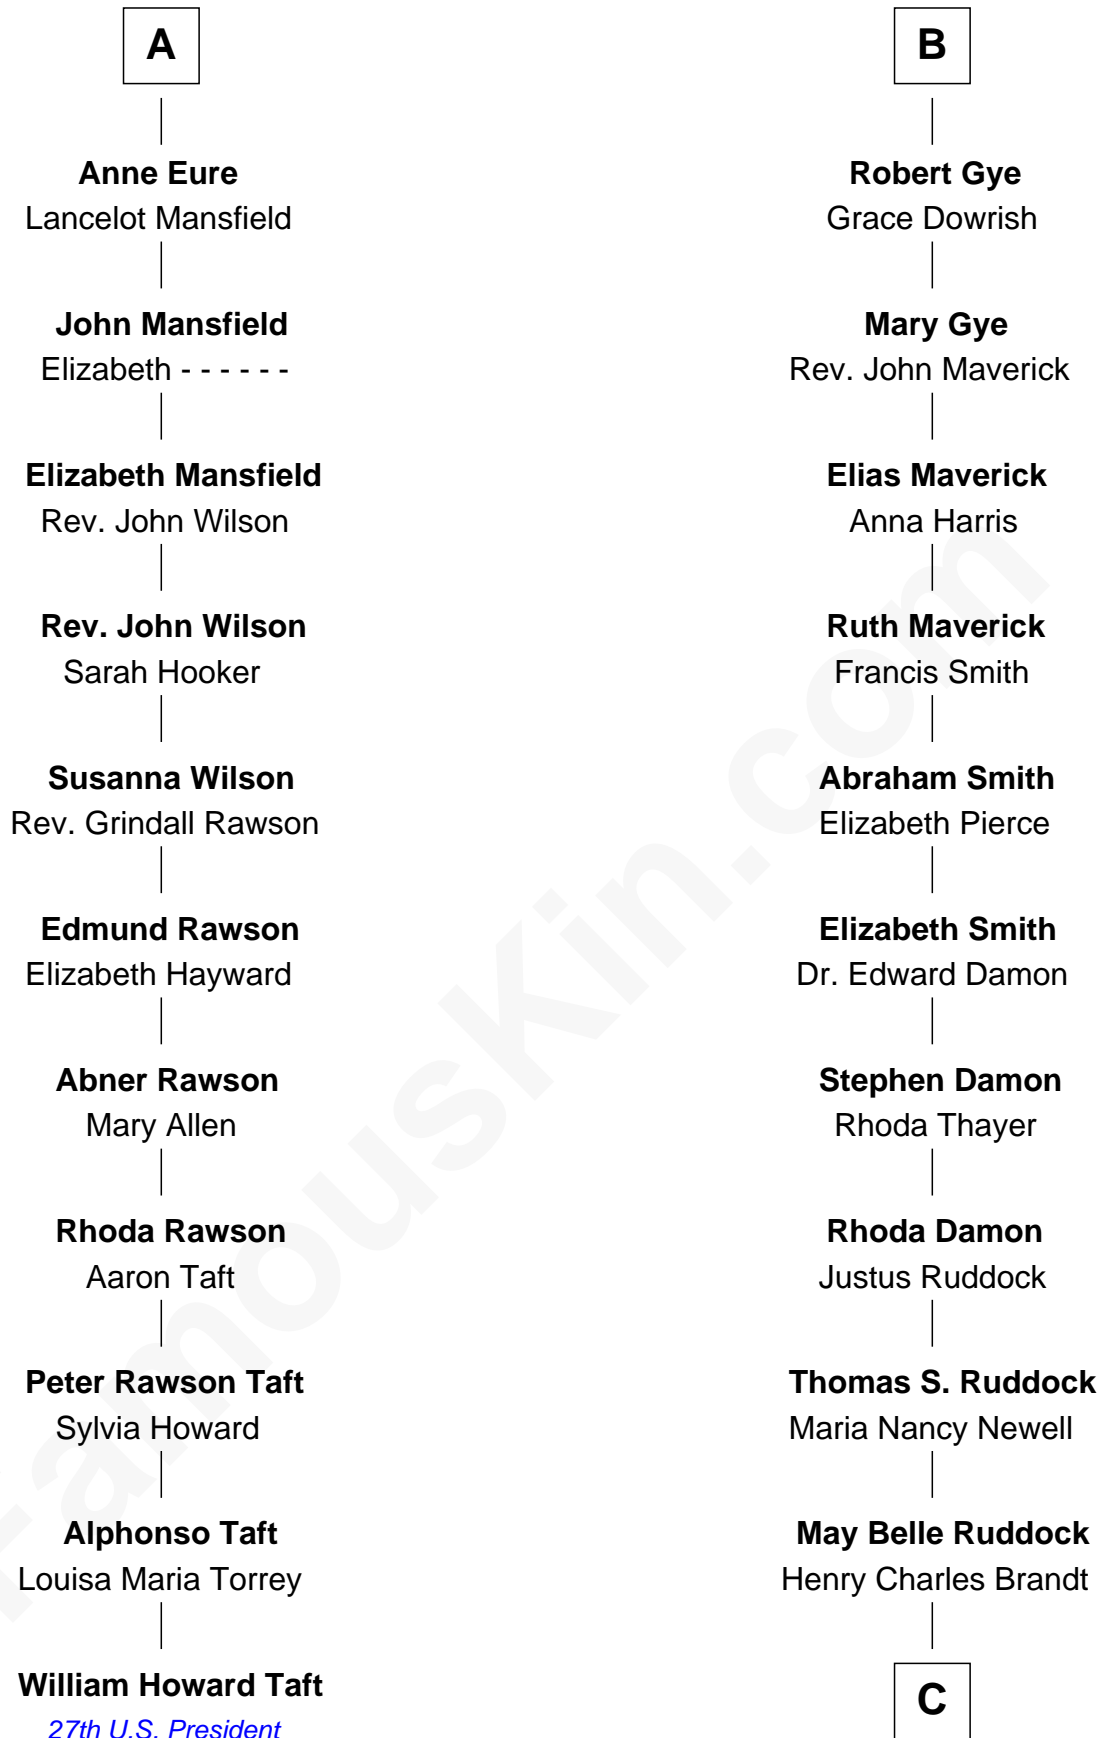 A
Anne Eure
Lancelot Mansfield
John Mansfield
Elizabeth - - - - - -
Elizabeth Mansfield
Rev. John Wilson
Rev. John Wilson
Sarah Hooker
Susanna Wilson
Rev. Grindall Rawson
Edmund Rawson
Elizabeth Hayward
Abner Rawson
Mary Allen
Rhoda Rawson
Aaron Taft
Peter Rawson Taft
Sylvia Howard
Alphonso Taft
Louisa Maria Torrey
William Howard Taft
27th U.S. President
B
Robert Gye
Grace Dowrish
Mary Gye
Rev. John Maverick
Elias Maverick
Anna Harris
Ruth Maverick
Francis Smith
Abraham Smith
Elizabeth Pierce
Elizabeth Smith
Dr. Edward Damon
Stephen Damon
Rhoda Thayer
Rhoda Damon
Justus Ruddock
Thomas S. Ruddock
Maria Nancy Newell
May Belle Ruddock
Henry Charles Brandt
C
FamousKin.com